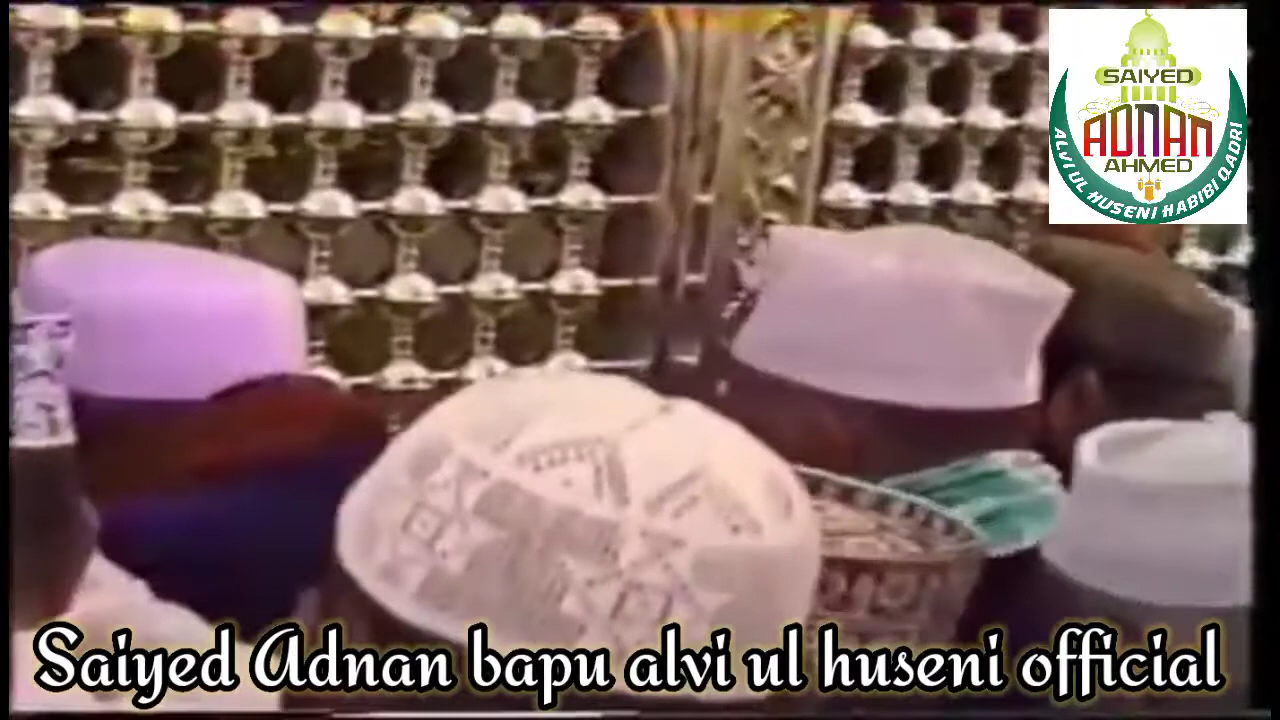 SAIYED
ADNAN
AHMED
ALVI UL HUSENI HABIBI QADRI
Saiyed Adnan bapu alvi ul huseni official